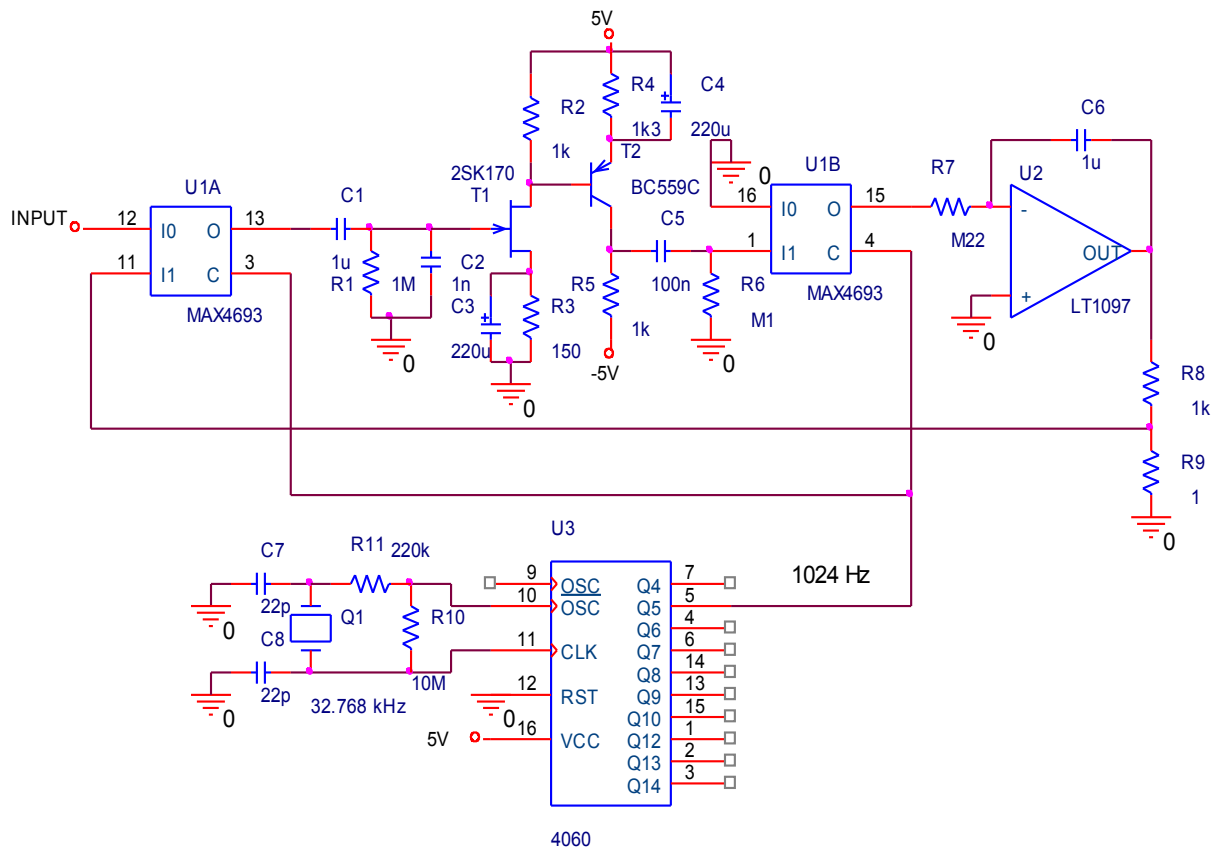 5V
R4
C4
R2
1k3
220u
1k
T2
C6
1u
2SK170
T1
BC559C
0
U1B
R7
U2
U1A
C1
C5
16
I0
O
15
-
INPUT
12
I0
O
13
M22
OUT
1u
R1
1M
C2
1n
100n
R6
1
I1
C
4
11
I1
C
3
MAX4693
+
LT1097
MAX4693
C3
R3
R5
M1
0
220u
150
1k
0
0
-5V
0
R8
1k
R9
1
0
U3
C7
R11
220k
1024 Hz
9
OSC
Q4
7
22p
Q1
R10
10
OSC
Q5
5
0
Q6
4
C8
11
CLK
Q7
6
Q8
14
22p
10M
12
RST
Q9
13
0
32.768 kHz
0
Q10
15
5V
16
VCC
Q12
1
Q13
2
Q14
3
4060